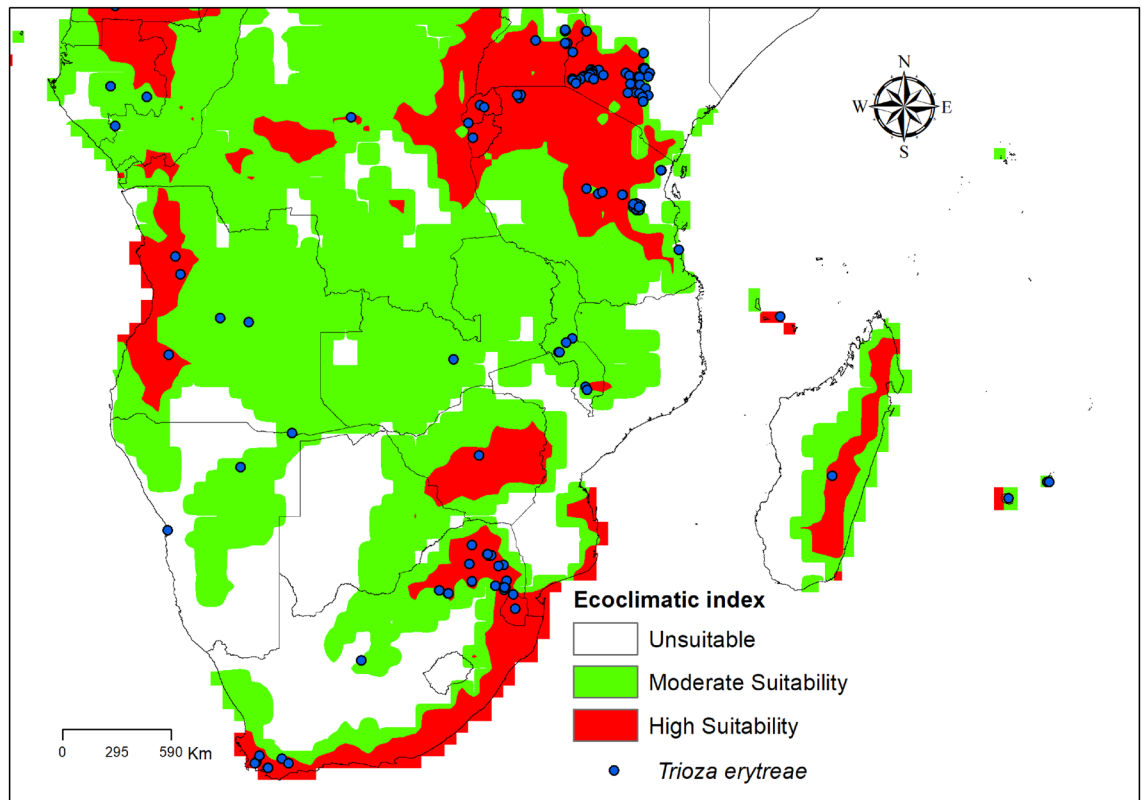 N
W E
S
Ecoclimatic index
Unsuitable
Moderate Suitability
High Suitability
Trioza erytreae
0 295 590 Km